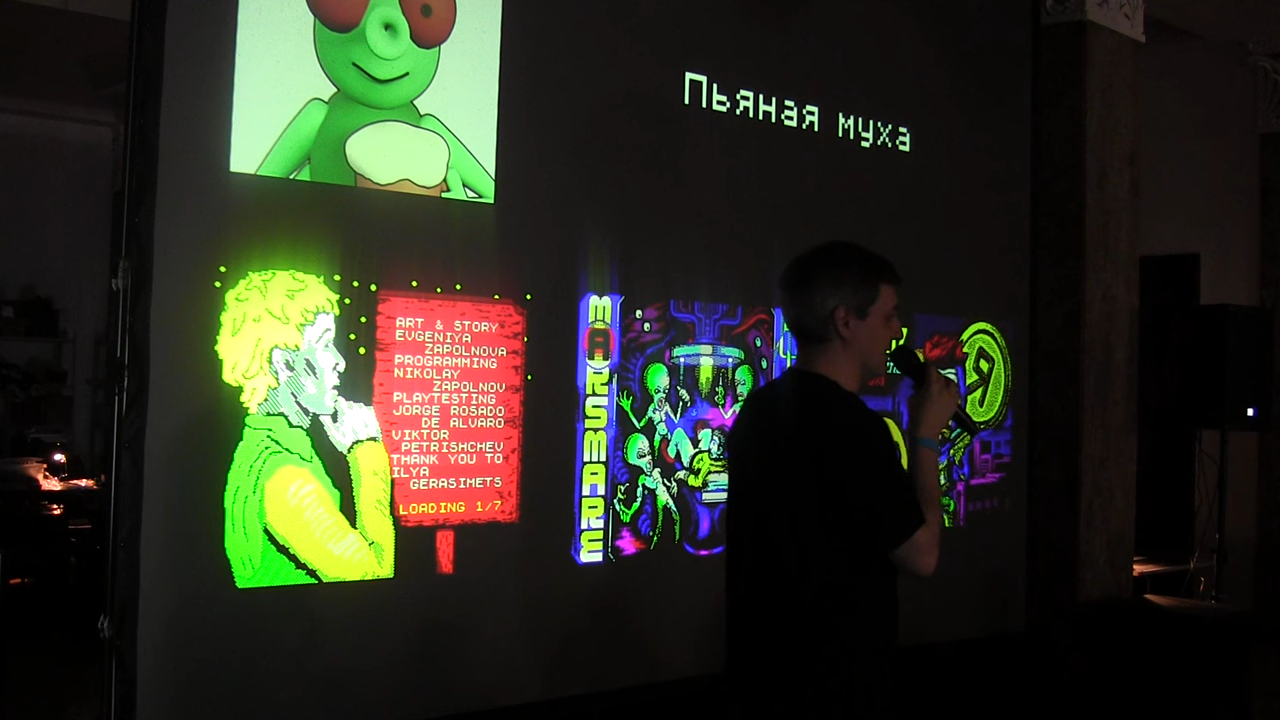 Пьяная муха
ART & STORY
EVGENIYA
ZAPOLNOVA
PROGRAMMING
NIKOLAY
ZAPOLNOV
PLAYTESTING
JORGE ROSADO
DE ALVARO
VIKTOR
PETRISHCHEV
THANK YOU TO
ILYA
GERASIMETS
LOADING 1/7
MARSMARE
Я